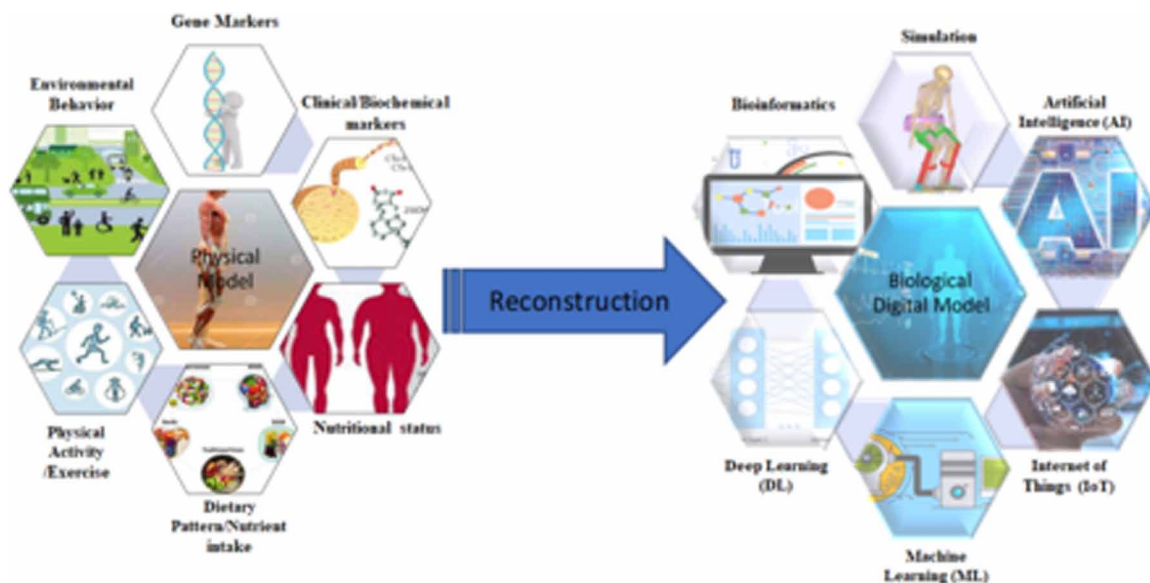 Gene Markers
Environmental
Behavior
Clinical/Biochemical
markers
Physical
Model
Physical
Activity
/Exercise
Dietary
Pattern/Nutrient
intake
Nutritional status
Reconstruction
Simulation
Bioinformatics
Artificial
Intelligence (AI)
AI
Biological
Digital Model
Deep Learning
(DL)
Internet of
Things (IoT)
Machine
Learning (ML)